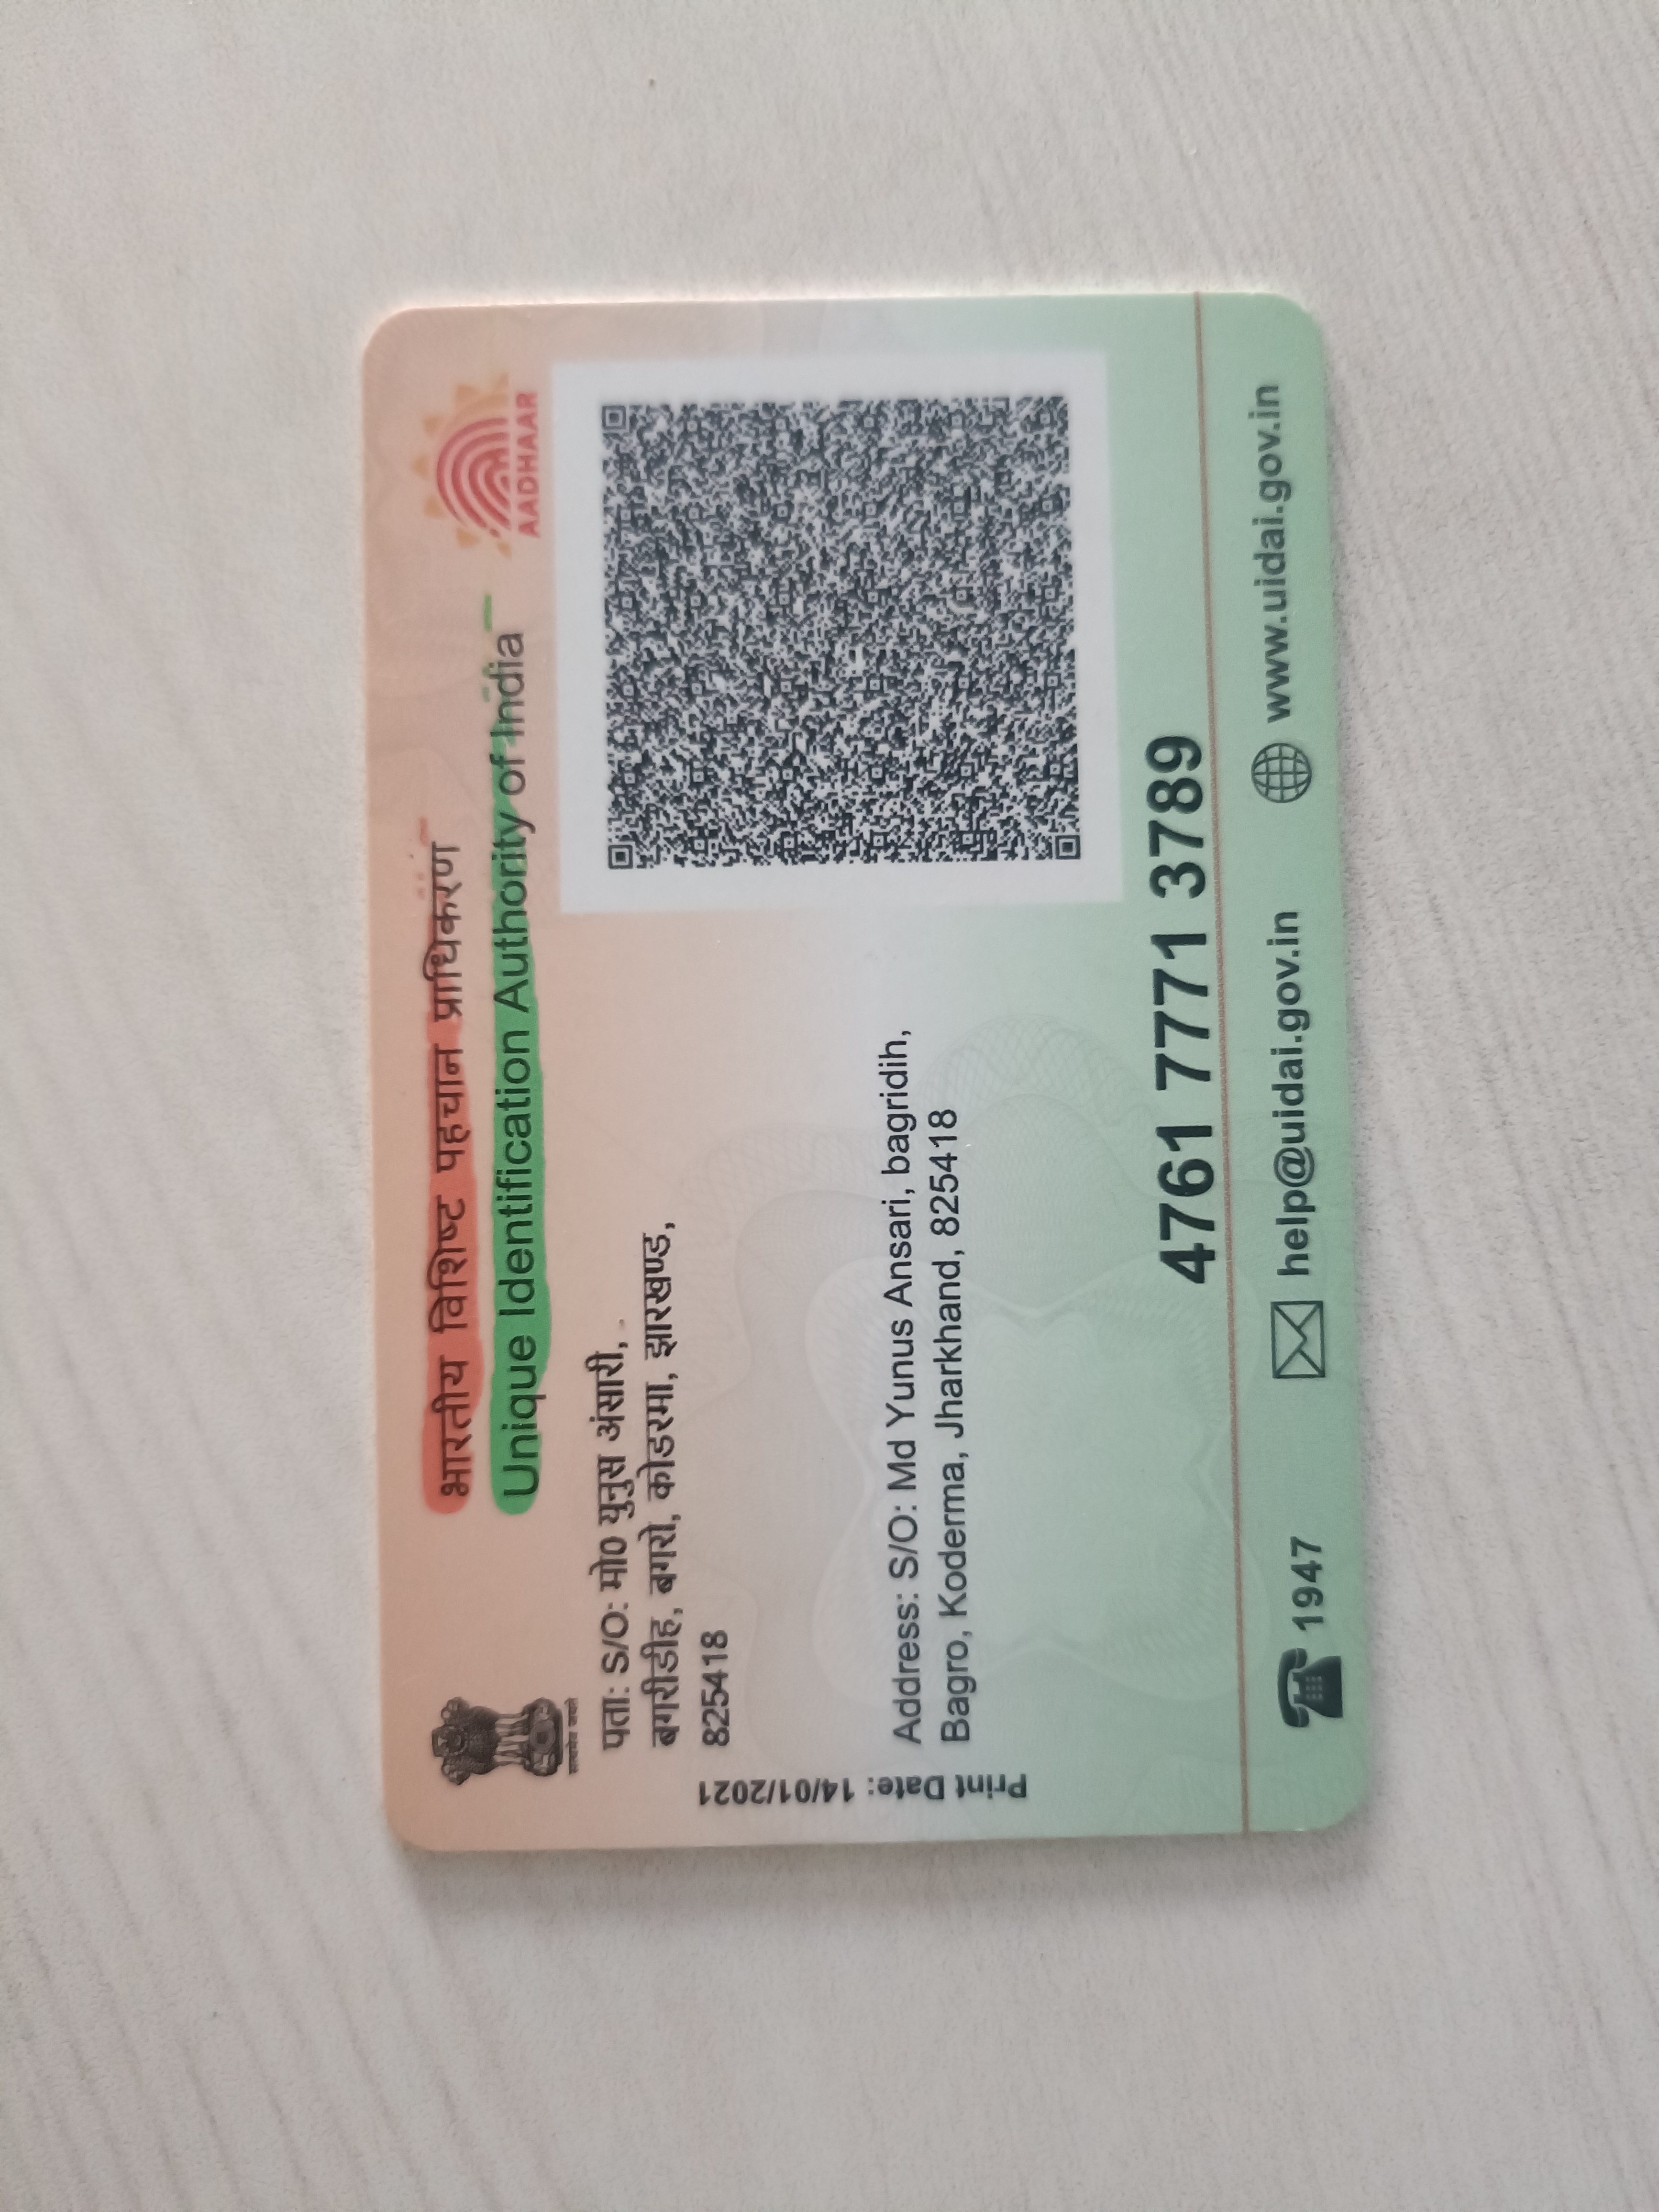 भारतीय विशिष्ट पहचान प्राधिकरण
Unique Identification Authority of India
AADHAAR
पता: S/O: मो0 युनुस अंसारी,
बगरीडीह, बगरो, कोडरमा, झारखण्ड,
825418
Print Date: 14/01/2021
Address: S/O: Md Yunus Ansari, bagridih,
Bagro, Koderma, Jharkhand, 825418
4761 7771 3789
1947
help@uidai.gov.in
www.uidai.gov.in